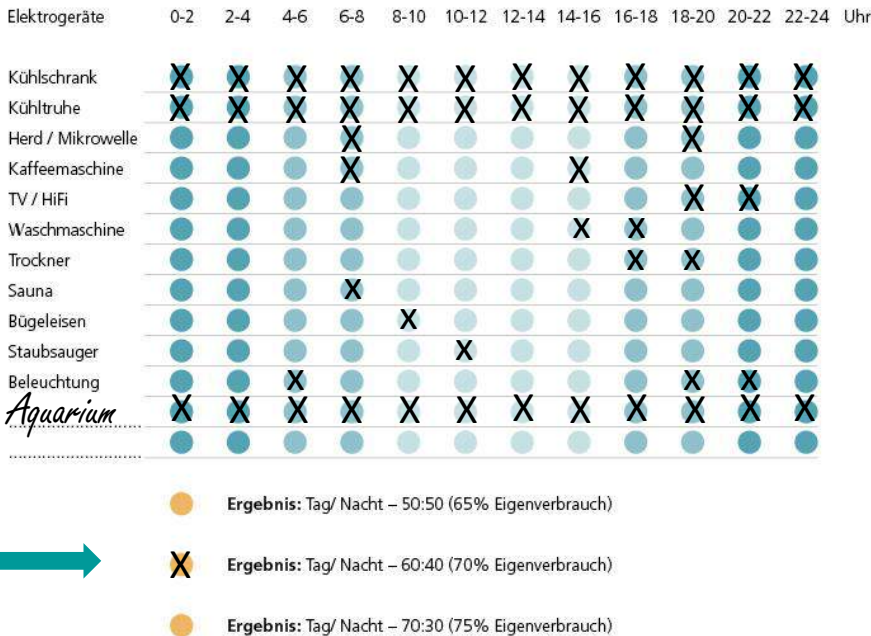 Elektrogeräte 0-2 2-4 4-6 6-8 8-10 10-12 12-14 14-16 16-18 18-20 20-22 22-24 Uhr
Kühlschrank X X X X X X X X X X X X
Kühltruhe X X X X X X X X X X X X
Herd / Mikrowelle X X
Kaffeemaschine X X
TV / HiFi X X
Waschmaschine X X
Trockner X X
Sauna X
Bügeleisen X
Staubsauger X
Beleuchtung X X X
Aquarium X X X X X X X X X X X X
Ergebnis: Tag/ Nacht – 50:50 (65% Eigenverbrauch)
X Ergebnis: Tag/ Nacht – 60:40 (70% Eigenverbrauch)
Ergebnis: Tag/ Nacht – 70:30 (75% Eigenverbrauch)